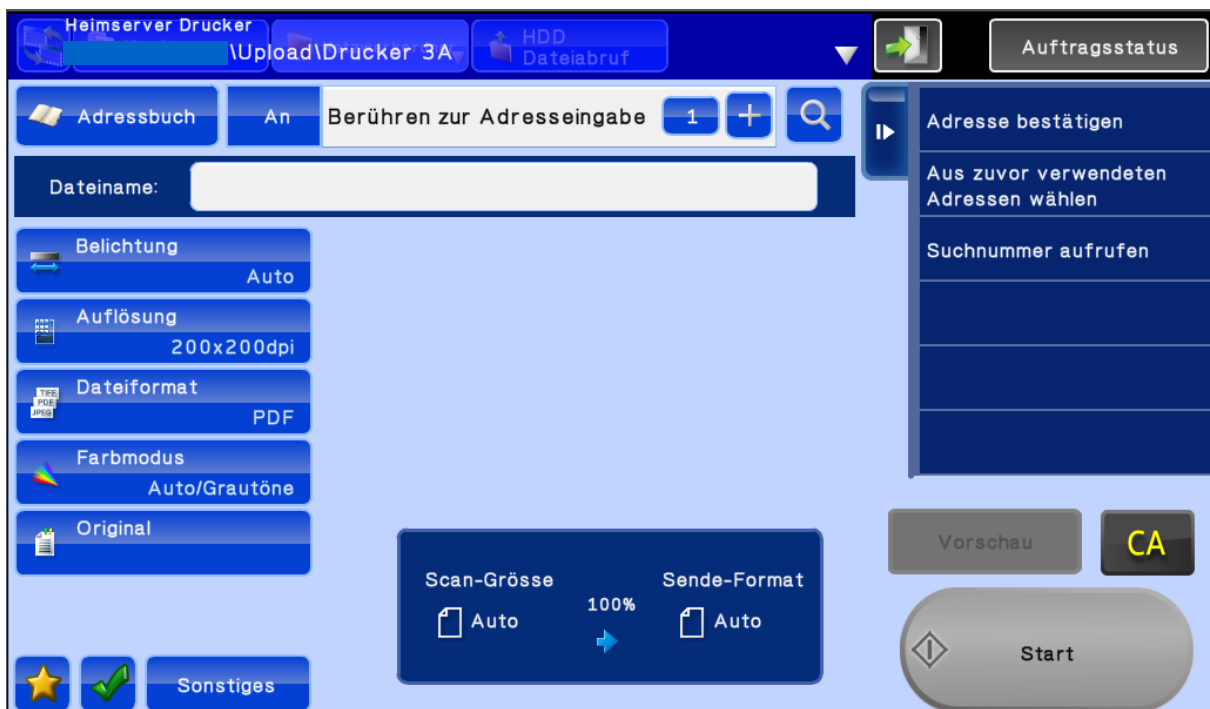 Heimserver Drucker
\Upload\Drucker 3A
HDD
Dateiabruf
Auftragsstatus
Adressbuch
An
Berühren zur Adresseingabe
1
Dateiname:
Adresse bestätigen
Aus zuvor verwendeten
Adressen wählen
Suchnummer aufrufen
Belichtung
Auto
Auflösung
200x200dpi
TIFF
PDF
JPEG
Dateiformat
PDF
Farbmodus
Auto/Grautöne
Original
Scan-Grösse
Auto
100%
Sende-Format
Auto
Vorschau
CA
Start
Sonstiges